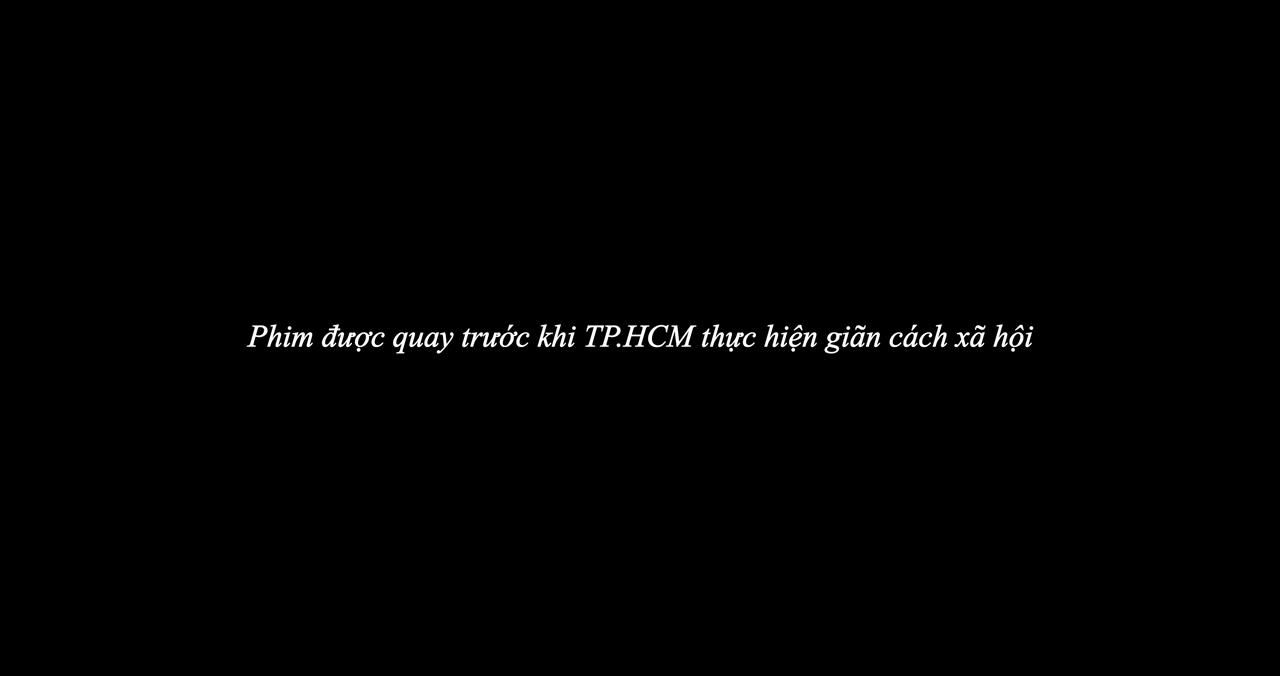 Phim được quay trước khi TP.HCM thực hiện giãn cách xã hội